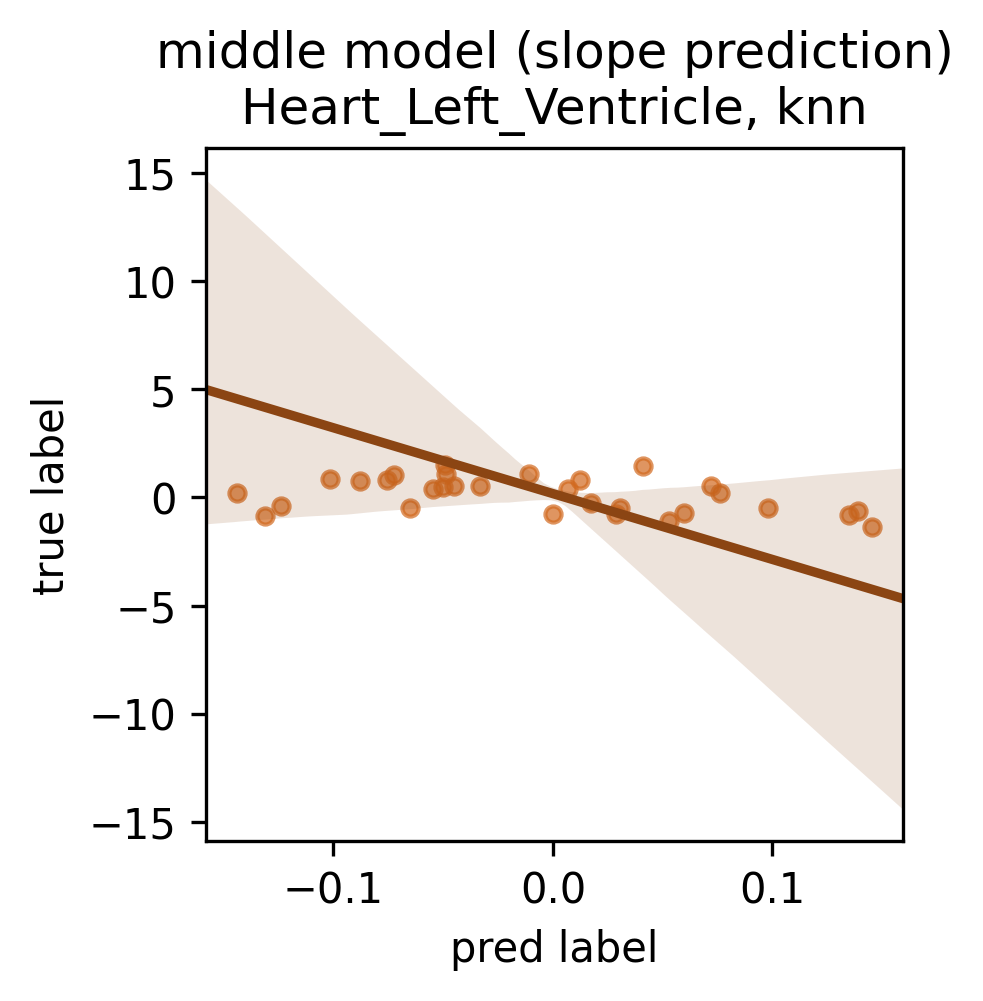 middle model (slope prediction)
Heart_Left_Ventricle, knn
15
10
5
0
−5
−10
−15
true label
−0.1
0.0
0.1
pred label